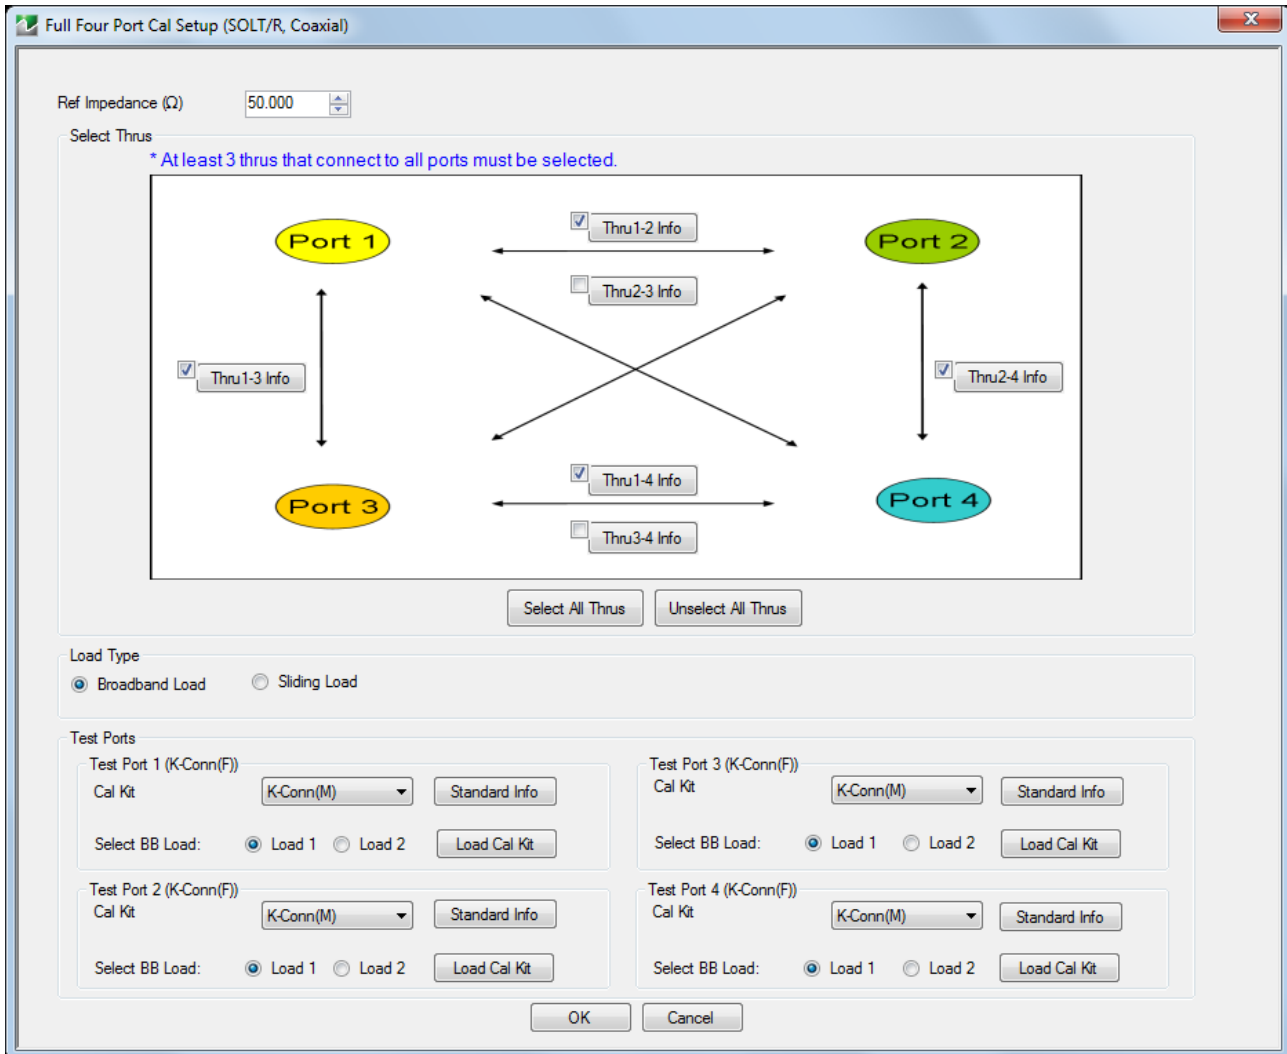 Full Four Port Cal Setup (SOLT/R, Coaxial)
Ref Impedance (Ω) 50.000
Select Thrus
* At least 3 thrus that connect to all ports must be selected.
Port 1 Thru1-2 Info Port 2
Thru2-3 Info
Thru1-3 Info Thru2-4 Info
Thru1-4 Info
Port 3 Port 4
Thru3-4 Info
Select All Thrus Unselect All Thrus
Load Type
Broadband Load Sliding Load
Test Ports
Test Port 1 (K-Conn(F))
Cal Kit K-Conn(M) Standard Info
Select BB Load: Load 1 Load 2 Load Cal Kit
Test Port 3 (K-Conn(F))
Cal Kit K-Conn(M) Standard Info
Select BB Load: Load 1 Load 2 Load Cal Kit
Test Port 2 (K-Conn(F))
Cal Kit K-Conn(M) Standard Info
Select BB Load: Load 1 Load 2 Load Cal Kit
Test Port 4 (K-Conn(F))
Cal Kit K-Conn(M) Standard Info
Select BB Load: Load 1 Load 2 Load Cal Kit
OK Cancel